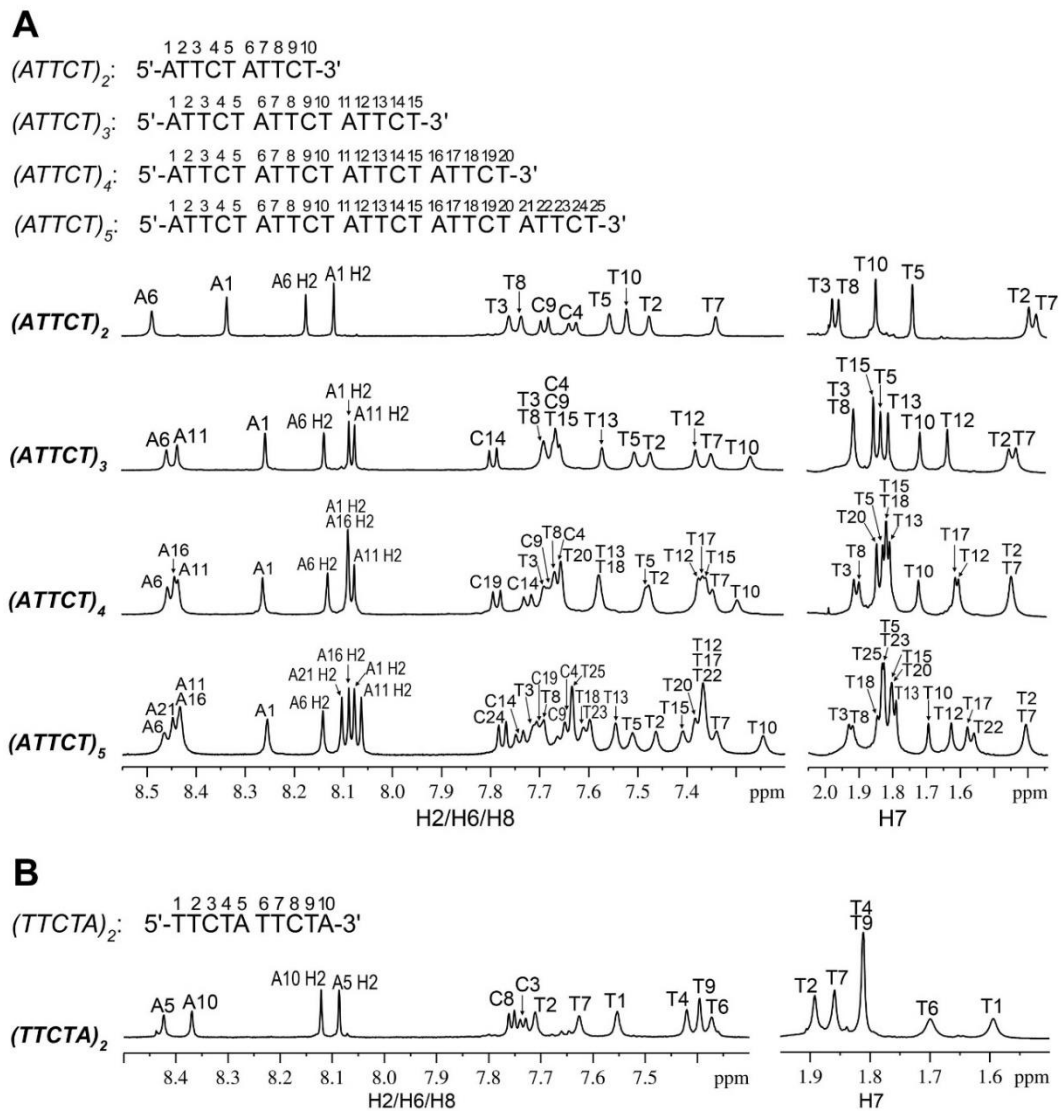 A
1 2 3 4 5 6 7 8 9 10
(ATTCT)2: 5'-ATTCT ATTCT-3'
1 2 3 4 5 6 7 8 9 10 11 12 13 14 15
(ATTCT)3: 5'-ATTCT ATTCT ATTCT-3'
1 2 3 4 5 6 7 8 9 10 11 12 13 14 15 16 17 18 19 20
(ATTCT)4: 5'-ATTCT ATTCT ATTCT ATTCT-3'
1 2 3 4 5 6 7 8 9 10 11 12 13 14 15 16 17 18 19 20 21 22 23 24 25
(ATTCT)5: 5'-ATTCT ATTCT ATTCT ATTCT ATTCT-3'
(ATTCT)2
A6 A1 A6 H2 A1 H2 T3 T8 C9 C4 T5 T10 T2 T7
T3 T8 T10 T5 T2 T7
(ATTCT)3
A6 A11 A1 A6 H2 A1 H2 A11 H2 C14 T3 T8 C4 C9 T15 T13 T5 T2 T12 T7 T10
T3 T8 T15 T5 T13 T10 T12 T2 T7
(ATTCT)4
A6 A16 A11 A1 A6 H2 A1 H2 A16 H2 A11 H2 C19 C14 T3 C9 T8 C4 T20 T13 T18 T5 T2 T12 T17 T15 T7 T10
T3 T8 T20 T5 T15 T18 T13 T10 T17 T12 T2 T7
(ATTCT)5
A6 A21 A11 A16 A1 A6 H2 A21 H2 A16 H2 A1 H2 A11 H2 C24 C14 T3 C19 T8 C9 C4 T25 T18 T23 T13 T5 T2 T15 T20 T12 T17 T22 T7 T10
T3 T8 T18 T25 T5 T23 T15 T20 T13 T10 T12 T17 T22 T2 T7
8.5 8.4 8.3 8.2 8.1 8.0 7.9 7.8 7.7 7.6 7.5 7.4 ppm
2.0 1.9 1.8 1.7 1.6 ppm
H2/H6/H8
H7
B
1 2 3 4 5 6 7 8 9 10
(TTCTA)2: 5'-TTCTA TTCTA-3'
(TTCTA)2
A5 A10 A10 H2 A5 H2 C8 C3 T2 T7 T1 T4 T9 T6
T2 T7 T4 T9 T6 T1
8.4 8.3 8.2 8.1 8.0 7.9 7.8 7.7 7.6 7.5 ppm
1.9 1.8 1.7 1.6 ppm
H2/H6/H8
H7